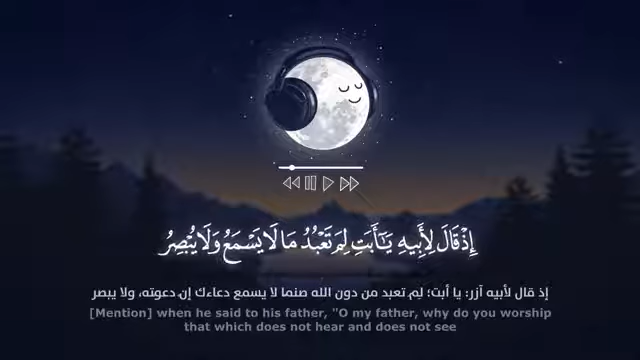 إِذْ قَالَ لِأَبِيهِ يَـٰٓأَبَتِ لِمَ تَعْبُدُ مَا لَا يَسْمَعُ وَلَا يُبْصِرُ
إذ قال لأبيه آزر: يا أبت؛ لِمَ تعبد من دون الله صنما لا يسمع دعاءك إن دعوته، ولا يبصر
[Mention] when he said to his father, "O my father, why do you worship
that which does not hear and does not see